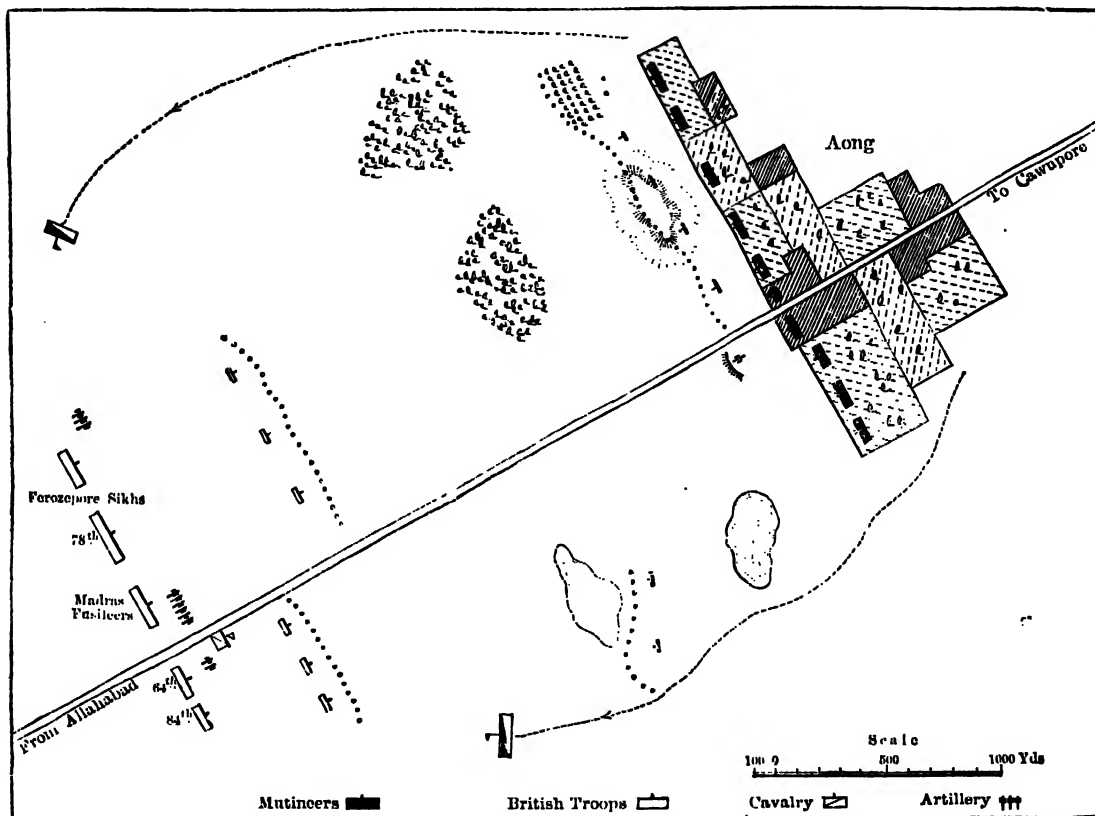 Aong
To Cawnpore
Ferozepore Sikhs
78th
Madras
Fusileers
64th
84th
From Allahabad
Scale
100 0 500 1000 Yds
Mutineers British Troops Cavalry Artillery